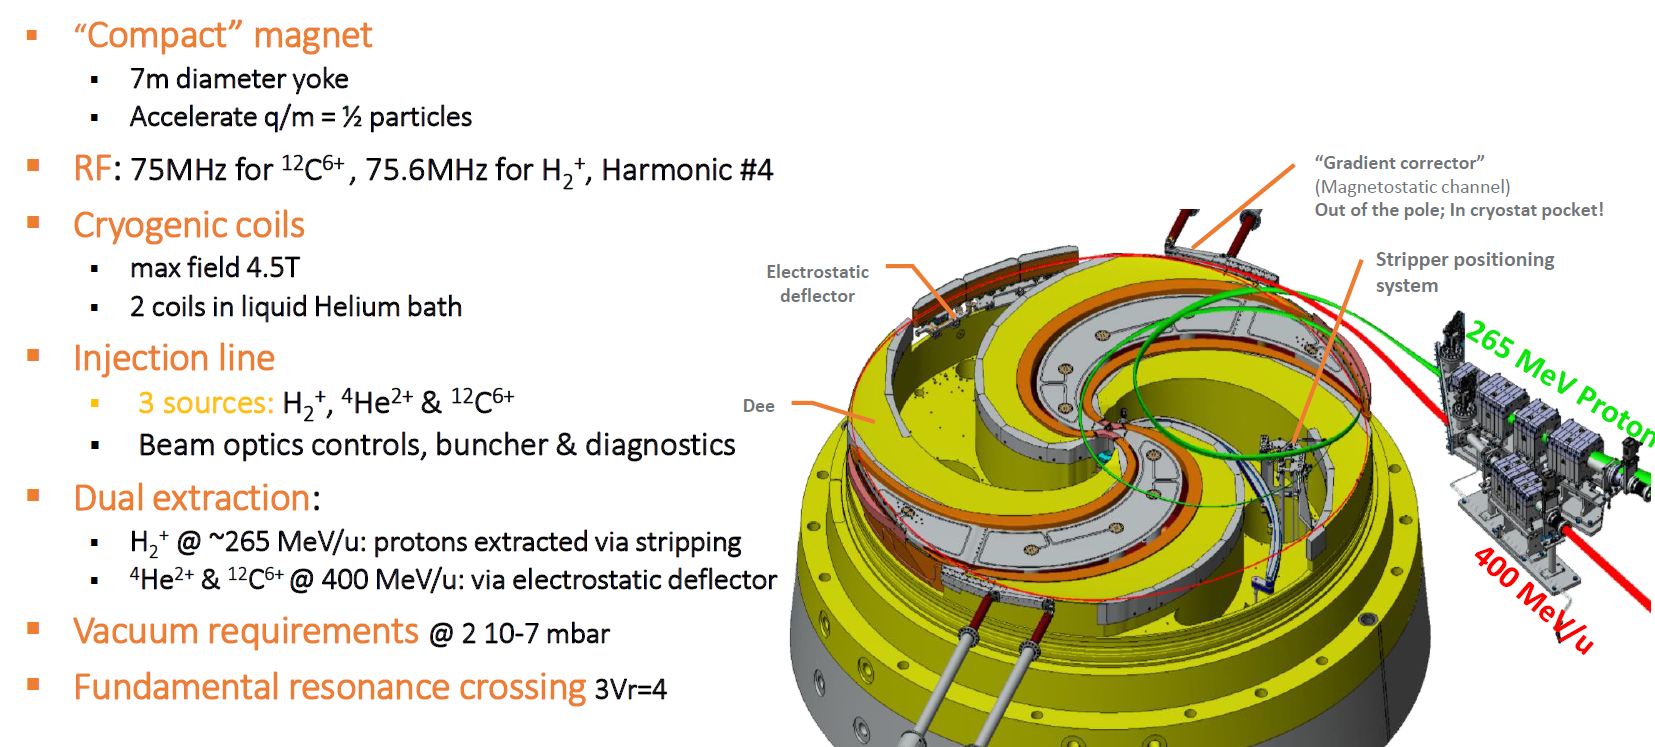 ▪ “Compact” magnet
▪ 7m diameter yoke
▪ Accelerate q/m = ½ particles
▪ RF: 75MHz for ¹²C⁶⁺ , 75.6MHz for H₂⁺, Harmonic #4
▪ Cryogenic coils
▪ max field 4.5T
▪ 2 coils in liquid Helium bath
▪ Injection line
▪ 3 sources: H₂⁺, ⁴He²⁺ & ¹²C⁶⁺
▪ Beam optics controls, buncher & diagnostics
▪ Dual extraction:
▪ H₂⁺ @ ~265 MeV/u: protons extracted via stripping
▪ ⁴He²⁺ & ¹²C⁶⁺ @ 400 MeV/u: via electrostatic deflector
▪ Vacuum requirements @ 2 10-7 mbar
▪ Fundamental resonance crossing 3Vr=4
“Gradient corrector”
(Magnetostatic channel)
Out of the pole; In cryostat pocket!
Stripper positioning
system
Electrostatic
deflector
Dee
265 MeV Proton
400 MeV/u